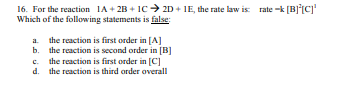 16. For the reaction 1A + 2B + 1C → 2D + 1E, the rate law is: rate =k [B]²[C]¹
Which of the following statements is false:
a. the reaction is first order in [A]
b. the reaction is second order in [B]
c. the reaction is first order in [C]
d. the reaction is third order overall